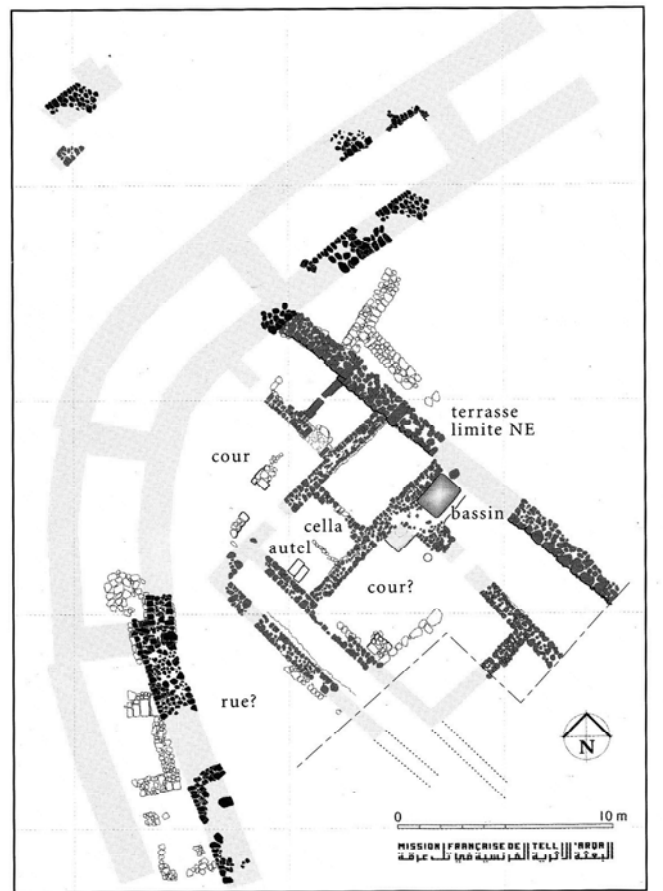 terrasse
limite NE
cour
bassin
cella
autel
cour?
rue?
N
0 10 m
MISSION FRANÇAISE DE TELL 'ARQA
البعثة الأثرية الفرنسية في تل عرقة